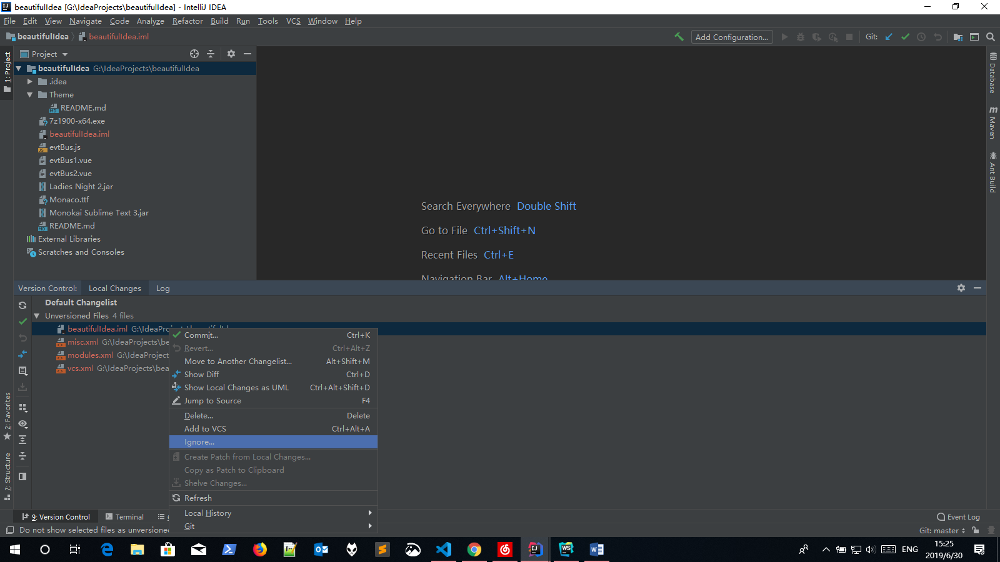 beautifulIdea [G:\IdeaProjects\beautifulIdea] - IntelliJ IDEA
File Edit View Navigate Code Analyze Refactor Build Run Tools VCS Window Help
beautifulIdea beautifulIdea.iml
Add Configuration... Git:
Project
1: Project
beautifulIdea G:\IdeaProjects\beautifulIdea
.idea
Theme
README.md
7z1900-x64.exe
beautifulIdea.iml
evtBus.js
evtBus1.vue
evtBus2.vue
Ladies Night 2.jar
Monaco.ttf
Monokai Sublime Text 3.jar
README.md
External Libraries
Scratches and Consoles
Search Everywhere Double Shift
Go to File Ctrl+Shift+N
Recent Files Ctrl+E
Navigation Bar Alt+Home
Database
Maven
Ant Build
Version Control: Local Changes Log
Default Changelist
Unversioned Files 4 files
beautifulIdea.iml G:\IdeaProjects\beautifulIdea
misc.xml G:\IdeaProjects\bea
modules.xml G:\IdeaProject
vcs.xml G:\IdeaProjects\bea
Commit... Ctrl+K
Revert... Ctrl+Alt+Z
Move to Another Changelist... Alt+Shift+M
Show Diff Ctrl+D
Show Local Changes as UML Ctrl+Alt+Shift+D
Jump to Source F4
Delete... Delete
Add to VCS Ctrl+Alt+A
Ignore...
Create Patch from Local Changes...
Copy as Patch to Clipboard
Shelve Changes...
Refresh
Local History
Git
2: Favorites
7: Structure
9: Version Control Terminal
Event Log
Do not show selected files as unversione
Git: master
ENG
15:25
2019/6/30